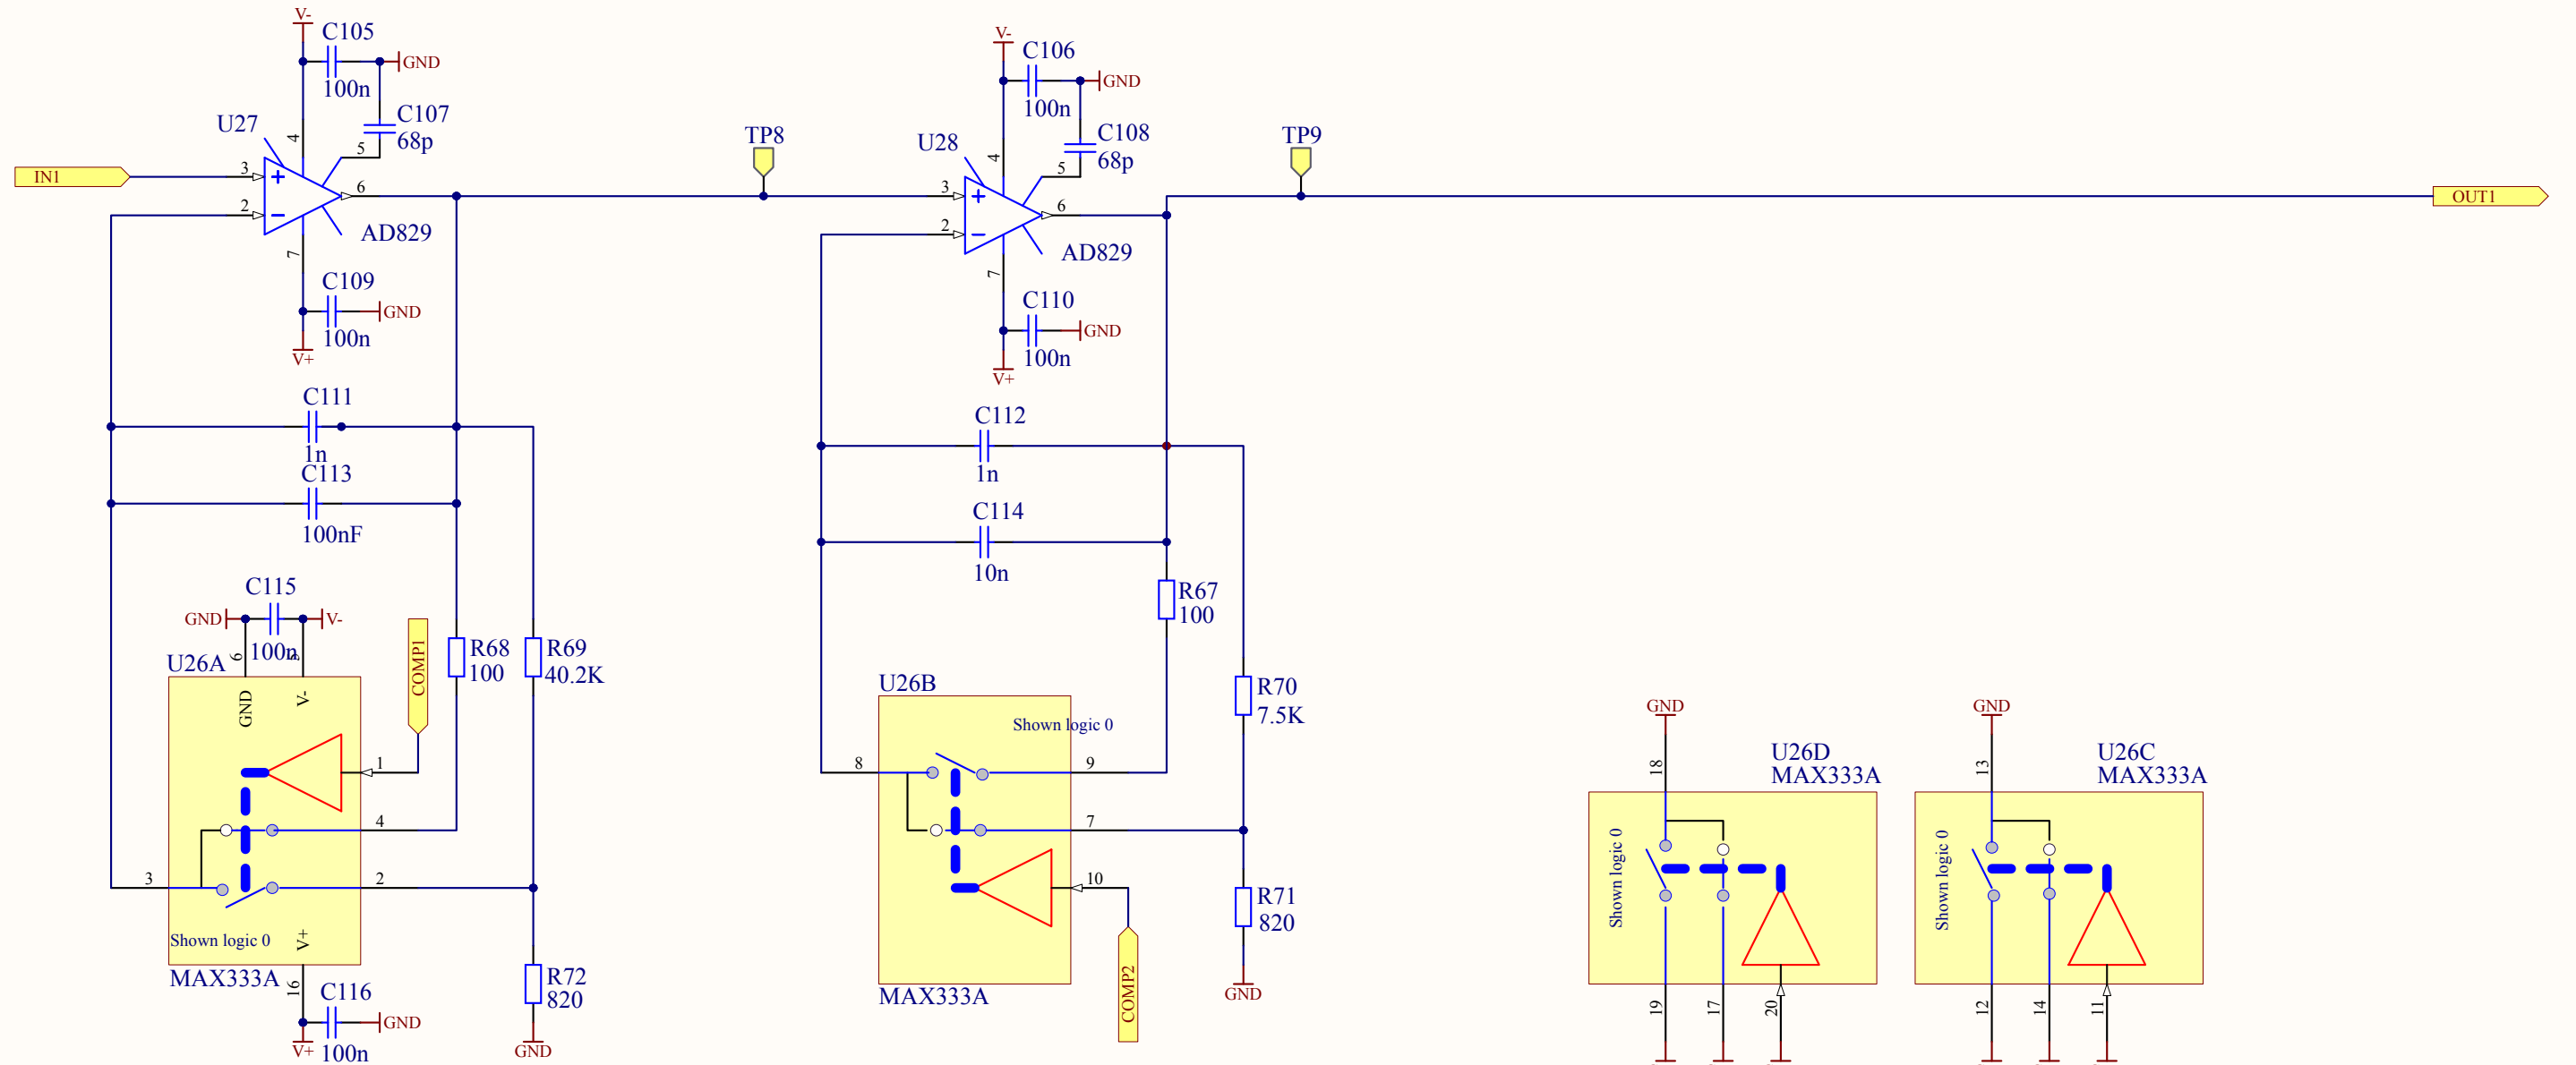 V-
C105
GND
100n
C107
68p
U27
4
5
IN1
3
6
2
AD829
7
C109
GND
100n
V+
TP8
V-
C106
GND
100n
C108
68p
U28
4
5
3
6
2
AD829
7
C110
GND
100n
V+
TP9
OUT1
C111
1n
C113
100nF
C112
1n
C114
10n
R67
100
C115
GND
V-
100n
6
5
U26A
GND
V-
COMP1
R68
100
R69
40.2K
1
4
3
2
Shown logic 0
V+
MAX333A
16
C116
GND
V+
100n
R72
820
GND
U26B
Shown logic 0
8
9
7
10
MAX333A
COMP2
R70
7.5K
R71
820
GND
GND
18
U26D
MAX333A
Shown logic 0
19
17
20
GND
13
U26C
MAX333A
Shown logic 0
12
14
11